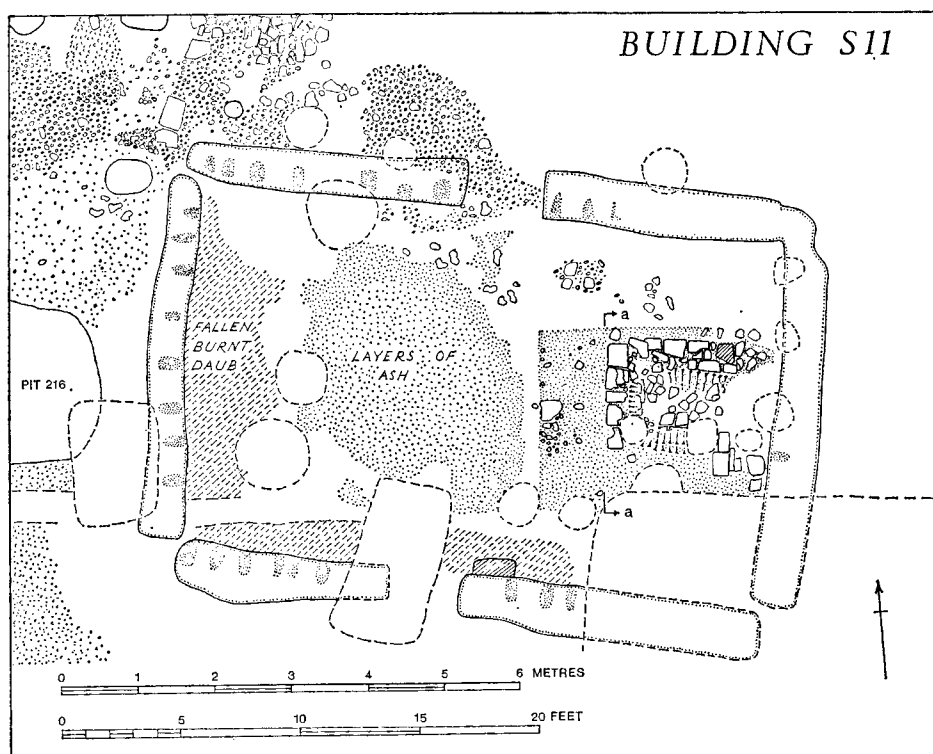 BUILDING S11
a
FALLEN
BURNT
DAUB
LAYERS OF
ASH
PIT 216
a
0 1 2 3 4 5 6 METRES
0 5 10 15 20 FEET